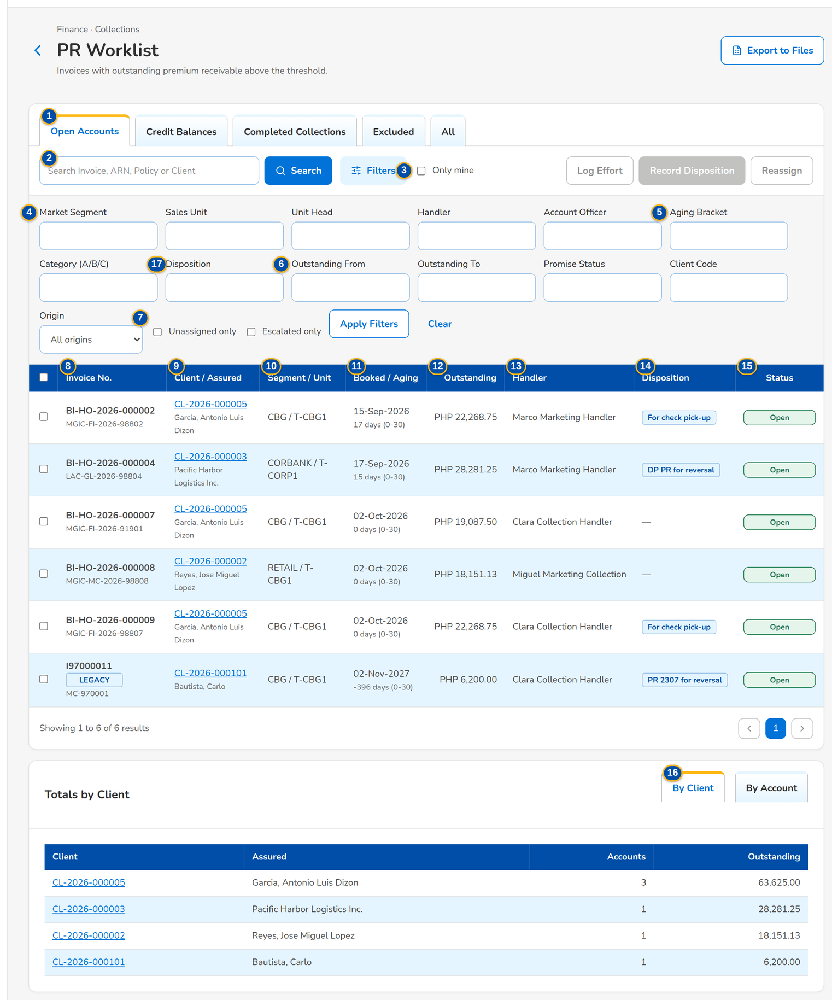 Finance · Collections
PR Worklist
Invoices with outstanding premium receivable above the threshold.
Export to Files
1
Open Accounts
Credit Balances
Completed Collections
Excluded
All
2
Search Invoice, ARN, Policy or Client
Search
Filters
3
Only mine
Log Effort
Record Disposition
Reassign
4
Market Segment
Sales Unit
Unit Head
Handler
Account Officer
5
Aging Bracket
Category (A/B/C)
17
Disposition
6
Outstanding From
Outstanding To
Promise Status
Client Code
Origin
7
All origins
Unassigned only
Escalated only
Apply Filters
Clear
8
Invoice No.
9
Client / Assured
10
Segment / Unit
11
Booked / Aging
12
Outstanding
13
Handler
14
Disposition
15
Status
BI-HO-2026-000002
MGIC-FI-2026-98802
CL-2026-000005
Garcia, Antonio Luis
Dizon
CBG / T-CBG1
15-Sep-2026
17 days (0-30)
PHP 22,268.75
Marco Marketing Handler
For check pick-up
Open
BI-HO-2026-000004
LAC-GL-2026-98804
CL-2026-000003
Pacific Harbor
Logistics Inc.
CORBANK / T-
CORP1
17-Sep-2026
15 days (0-30)
PHP 28,281.25
Marco Marketing Handler
DP PR for reversal
Open
BI-HO-2026-000007
MGIC-FI-2026-91901
CL-2026-000005
Garcia, Antonio Luis
Dizon
CBG / T-CBG1
02-Oct-2026
0 days (0-30)
PHP 19,087.50
Clara Collection Handler
—
Open
BI-HO-2026-000008
MGIC-MC-2026-98808
CL-2026-000002
Reyes, Jose Miguel
Lopez
RETAIL / T-
CBG1
02-Oct-2026
0 days (0-30)
PHP 18,151.13
Miguel Marketing Collection
—
Open
BI-HO-2026-000009
MGIC-FI-2026-98807
CL-2026-000005
Garcia, Antonio Luis
Dizon
CBG / T-CBG1
02-Oct-2026
0 days (0-30)
PHP 22,268.75
Clara Collection Handler
For check pick-up
Open
I97000011
LEGACY
MC-970001
CL-2026-000101
Bautista, Carlo
CBG / T-CBG1
02-Nov-2027
-396 days (0-30)
PHP 6,200.00
Clara Collection Handler
PR 2307 for reversal
Open
Showing 1 to 6 of 6 results
1
Totals by Client
16
By Client
By Account
Client
Assured
Accounts
Outstanding
CL-2026-000005
Garcia, Antonio Luis Dizon
3
63,625.00
CL-2026-000003
Pacific Harbor Logistics Inc.
1
28,281.25
CL-2026-000002
Reyes, Jose Miguel Lopez
1
18,151.13
CL-2026-000101
Bautista, Carlo
1
6,200.00